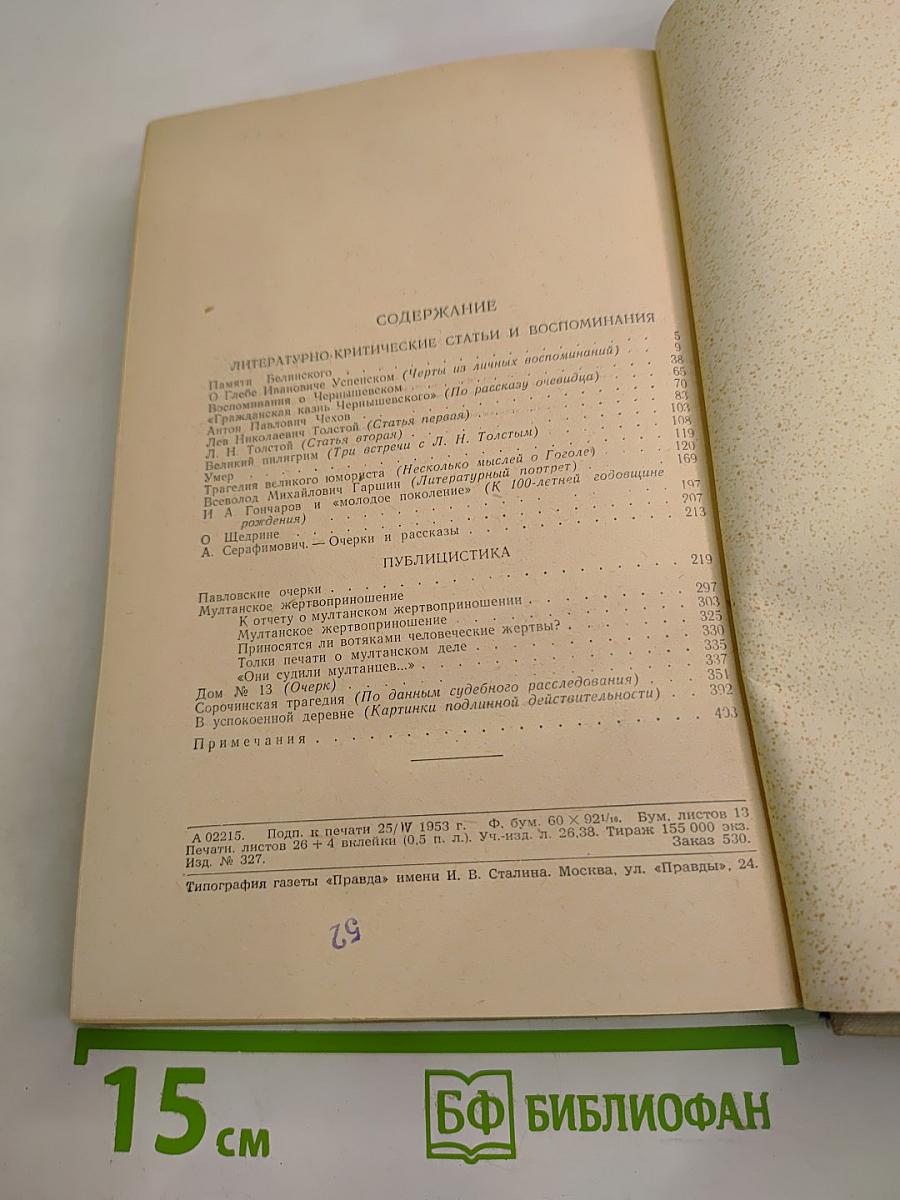 СОДЕРЖАНИЕ
ЛИТЕРАТУРНО-КРИТИЧЕСКИЕ СТАТЬИ И ВОСПОМИНАНИЯ
Памяти Белинского . . . . . . . . . . 5
О Глебе Ивановиче Успенском (Черты из личных воспоминаний) . . 9
Воспоминания о Чернышевском . . . . . . . . . . 38
«Гражданская казнь Чернышевского» (По рассказу очевидца) . . 65
Антон Павлович Чехов . . . . . . . . . . 70
Лев Николаевич Толстой (Статья первая) . . . . . . 83
Л. Н. Толстой (Статья вторая) . . . . . . . . 103
Великий пилигрим (Три встречи с Л. Н. Толстым) . . . . 108
Умер . . . . . . . . . . 119
Трагедия великого юмориста (Несколько мыслей о Гоголе) . . 120
Всеволод Михайлович Гаршин (Литературный портрет) . . . 169
И А Гончаров и «молодое поколение» (К 100-летней годовщине
рождения) . . . . . . . . . . 197
О Щедрине . . . . . . . . . . 207
А. Серафимович. — Очерки и рассказы . . . . . . . 213
ПУБЛИЦИСТИКА
Павловские очерки . . . . . . . . . . 219
Мултанское жертвоприношение
К отчету о мултанском жертвоприношении . . . . . . 297
Мултанское жертвоприношение . . . . . . . . 303
Приносятся ли вотяками человеческие жертвы? . . . . . 325
Толки печати о мултанском деле . . . . . . . 330
«Они судили мултанцев...» . . . . . . . . 335
Дом № 13 (Очерк) . . . . . . . . . . 337
Сорочинская трагедия (По данным судебного расследования) . . 351
В успокоенной деревне (Картинки подлинной действительности) . . 392
Примечания . . . . . . . . . . 403
А 02215. Подп. к печати 25/IV 1953 г. Ф. бум. 60 × 92 1/16. Бум. листов 13
Печатн. листов 26 + 4 вклейки (0,5 п. л.). Уч.-изд. л. 26,38. Тираж 155 000 экз.
Изд. № 327. Заказ 530.
Типография газеты «Правда» имени И. В. Сталина. Москва, ул. «Правды», 24.
52
15 см
БФ БИБЛИОФАН